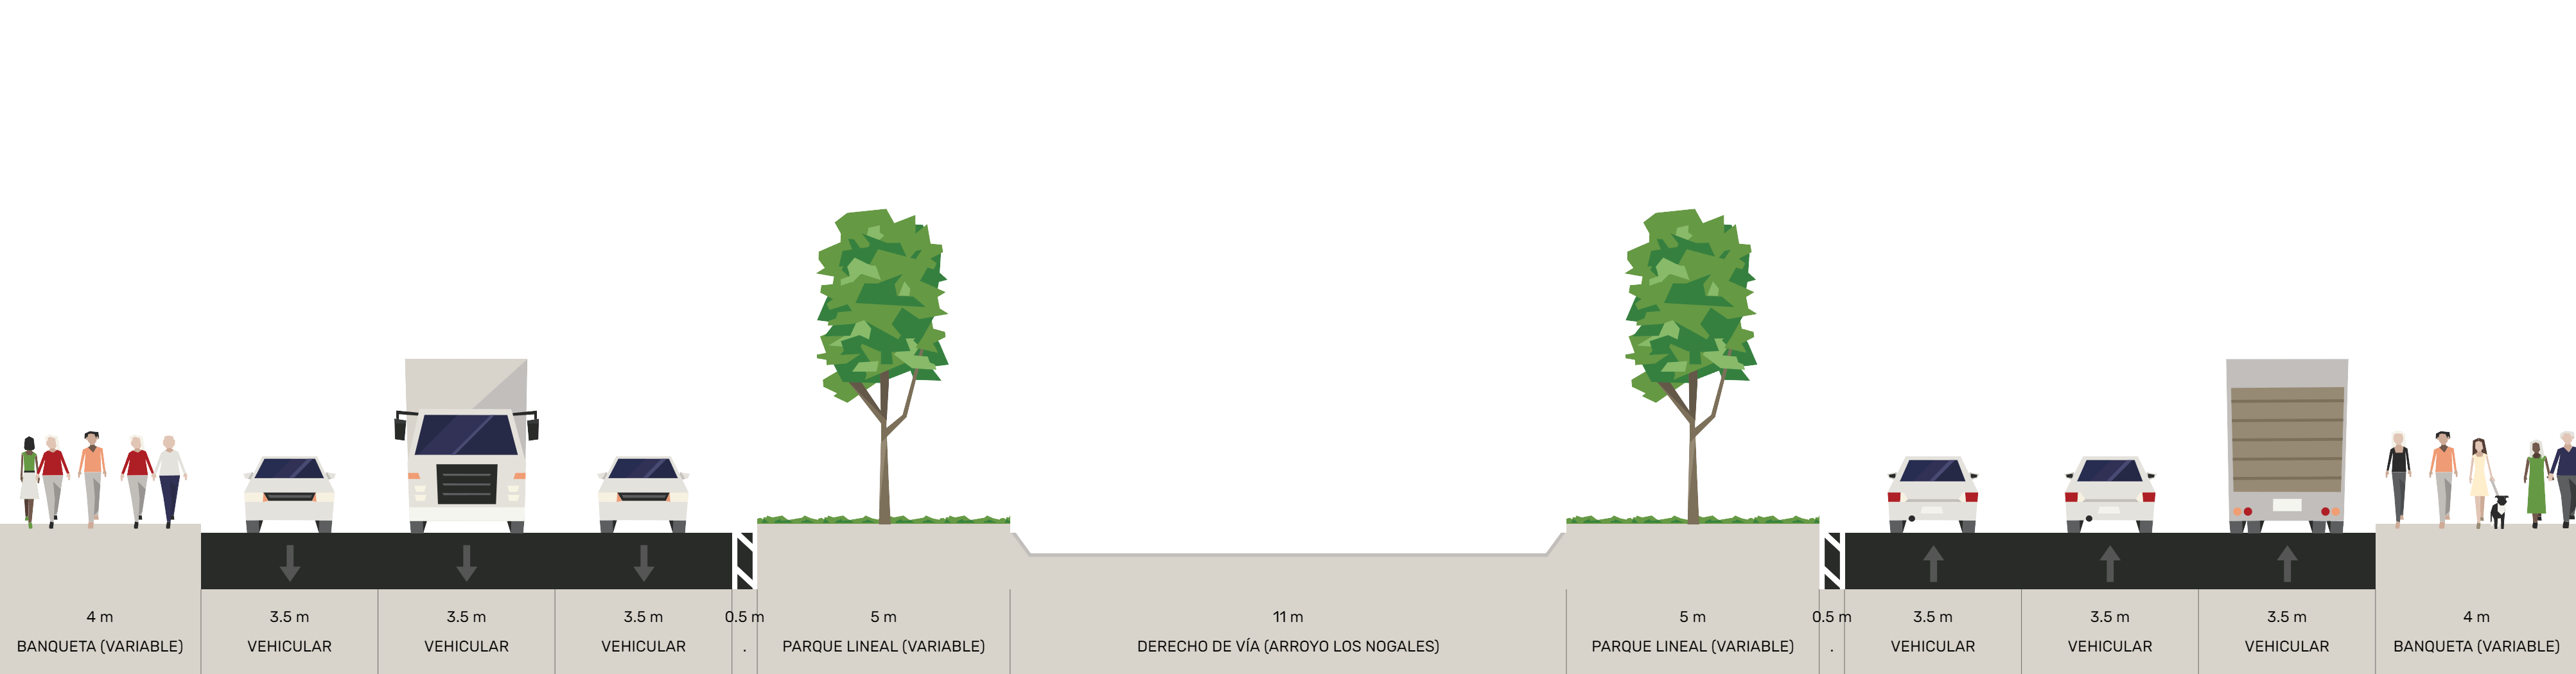 4 m
BANQUETA (VARIABLE)
3.5 m
VEHICULAR
3.5 m
VEHICULAR
3.5 m
VEHICULAR
0.5 m
.
5 m
PARQUE LINEAL (VARIABLE)
11 m
DERECHO DE VÍA (ARROYO LOS NOGALES)
5 m
PARQUE LINEAL (VARIABLE)
0.5 m
.
3.5 m
VEHICULAR
3.5 m
VEHICULAR
3.5 m
VEHICULAR
4 m
BANQUETA (VARIABLE)